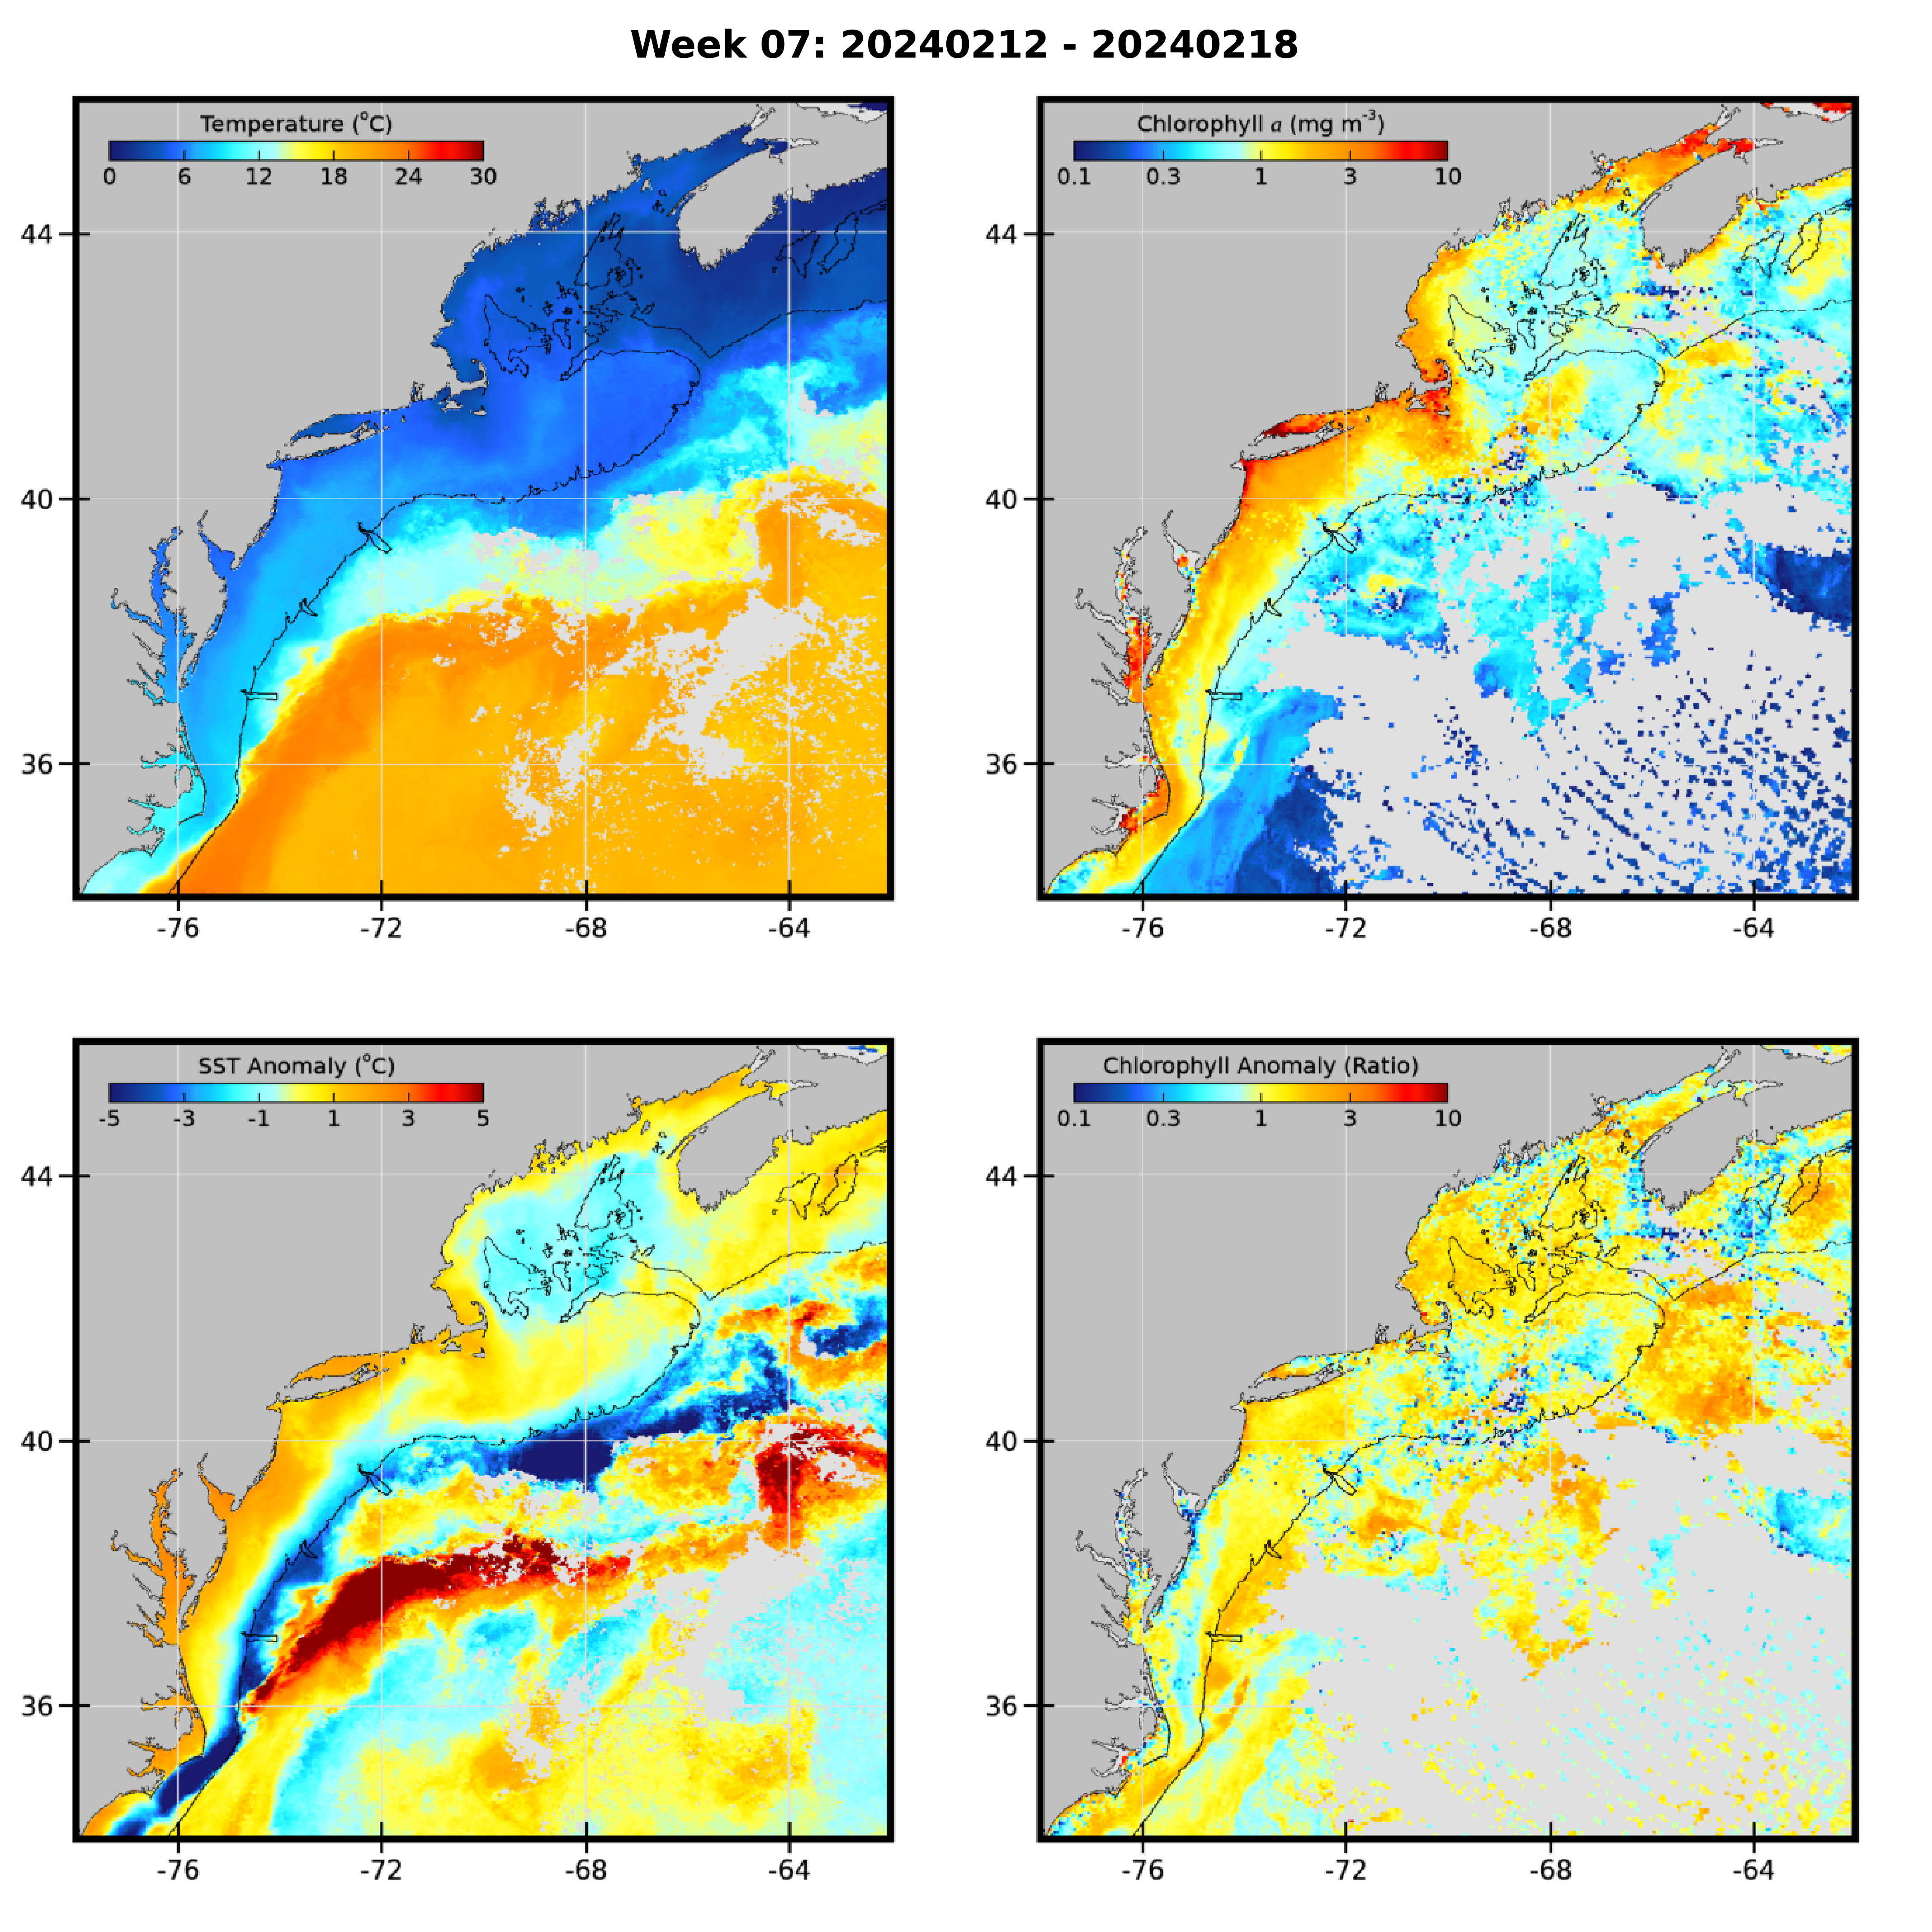 Week 07: 20240212 - 20240218
Temperature (°C)
0 6 12 18 24 30
44
40
36
-76 -72 -68 -64
Chlorophyll a (mg m⁻³)
0.1 0.3 1 3 10
44
40
36
-76 -72 -68 -64
SST Anomaly (°C)
-5 -3 -1 1 3 5
44
40
36
-76 -72 -68 -64
Chlorophyll Anomaly (Ratio)
0.1 0.3 1 3 10
44
40
36
-76 -72 -68 -64